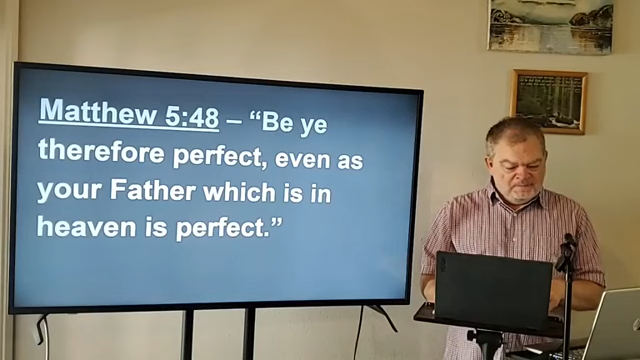 Matthew 5:48 – “Be ye
therefore perfect, even as
your Father which is in
heaven is perfect.”